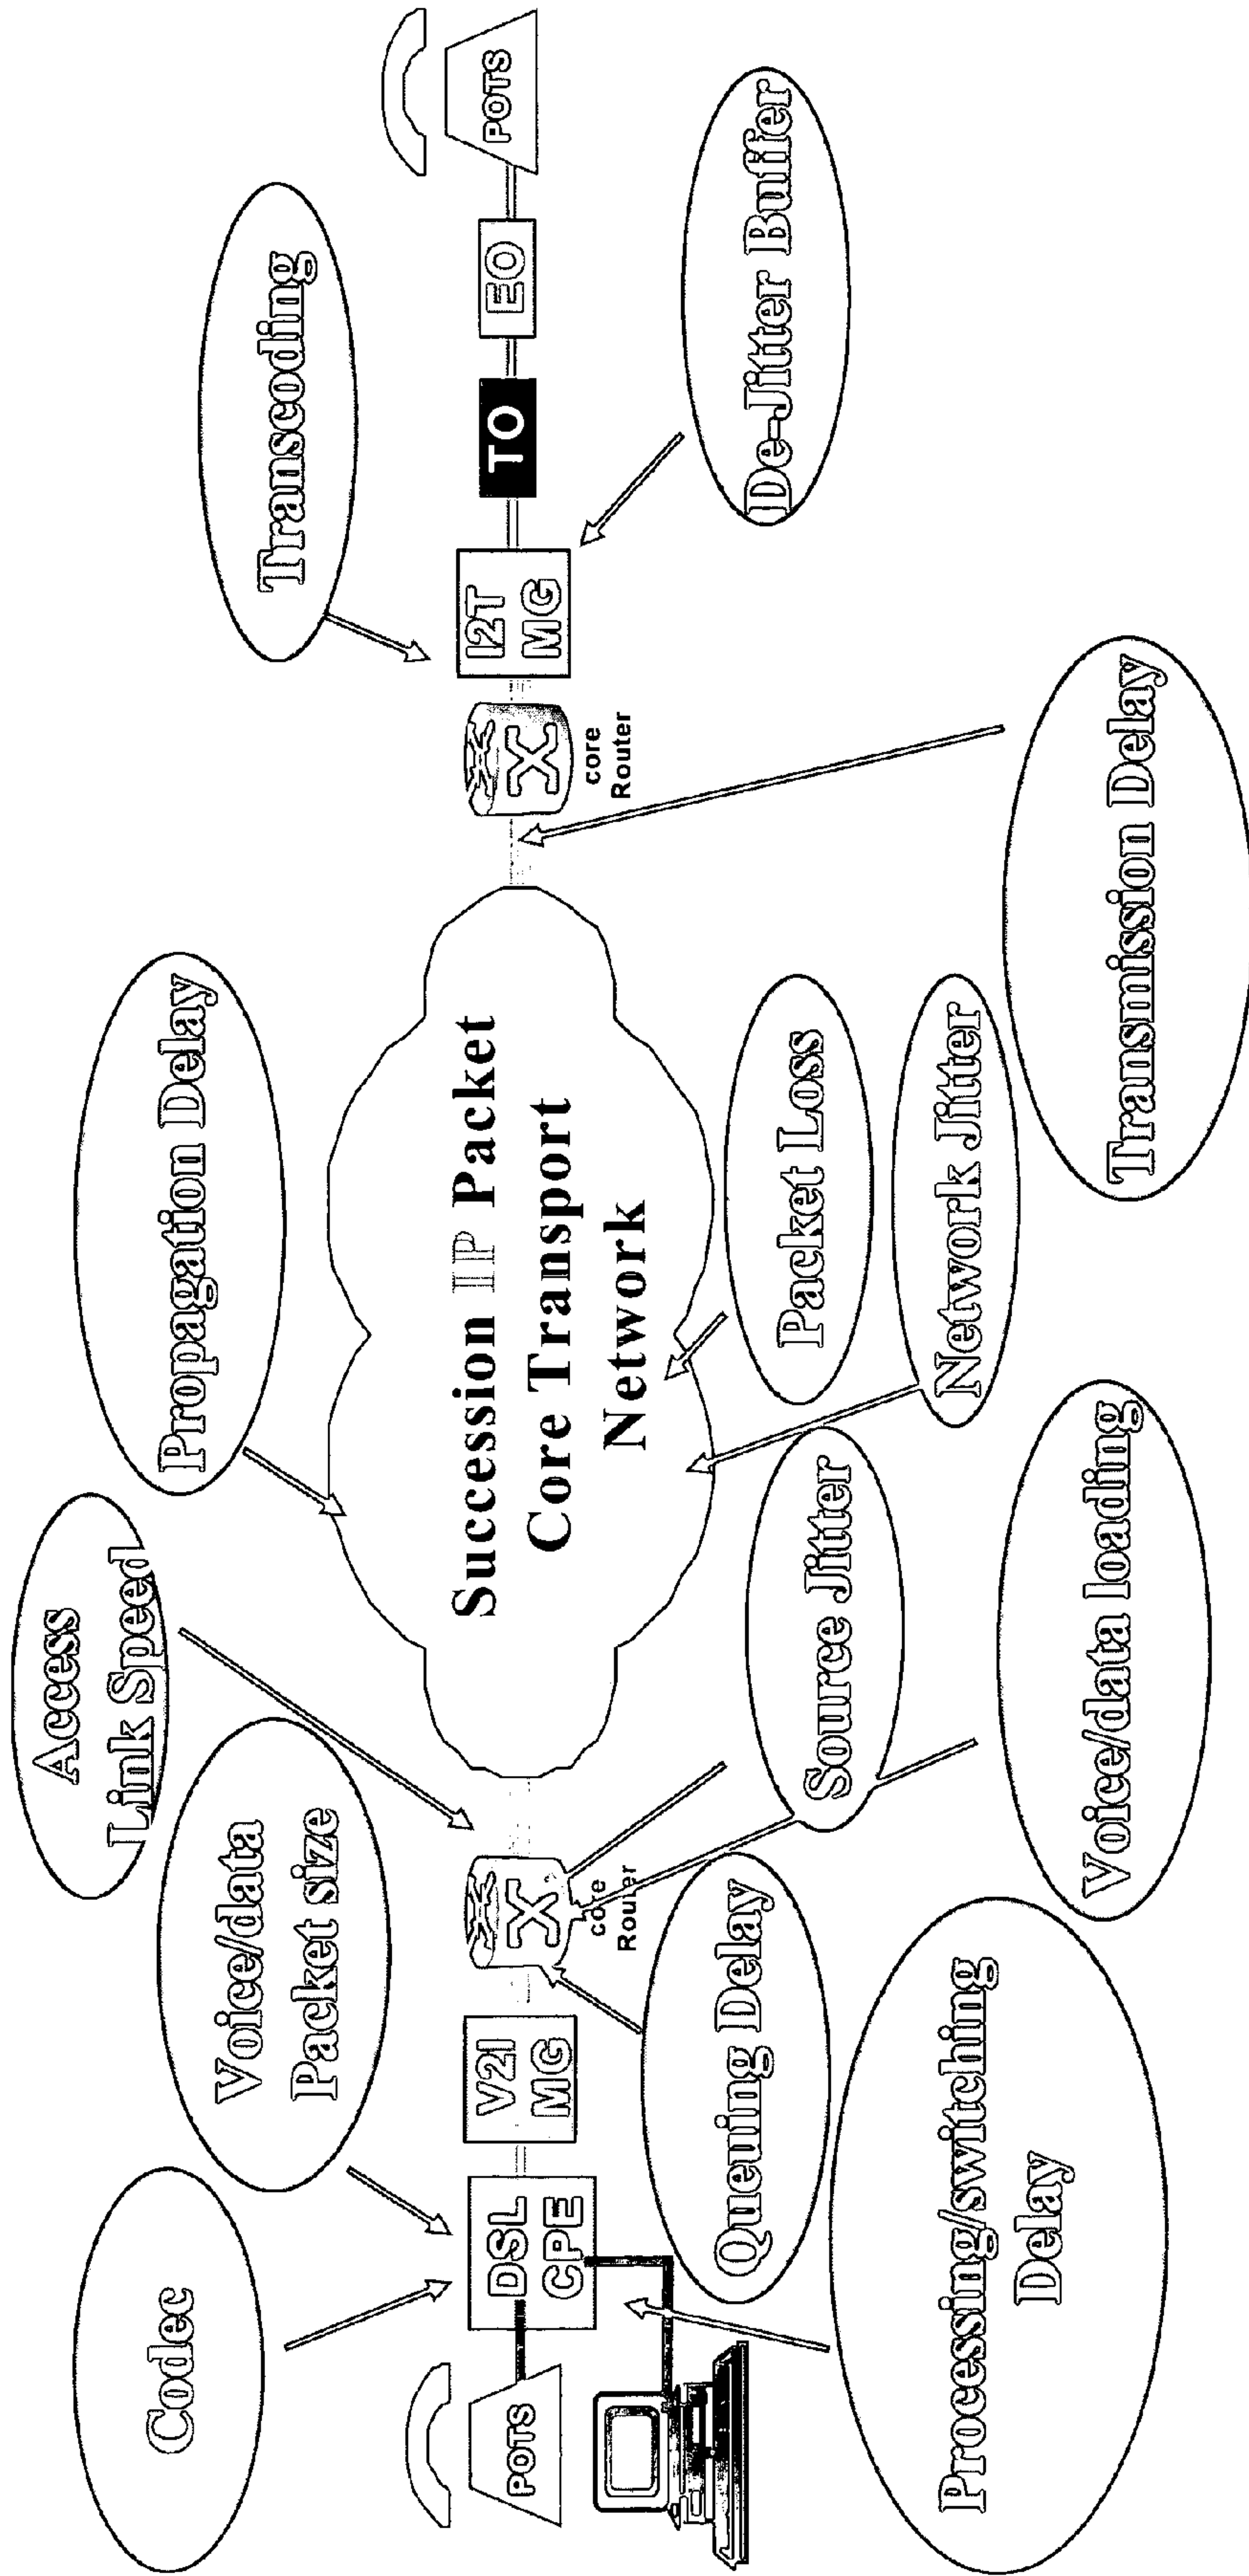 Codec
Voice/data
Packet size
Access
Link Speed
Propagation Delay
Transcoding
POTS
DSL
CPE
V2I
MG
core
Router
Succession IP Packet
Core Transport
Network
core
Router
I2T
MG
TO
EO
POTS
Processing/switching
Delay
Queuing Delay
Voice/data loading
Source Jitter
Network Jitter
Packet Loss
Transmission Delay
De-Jitter Buffer